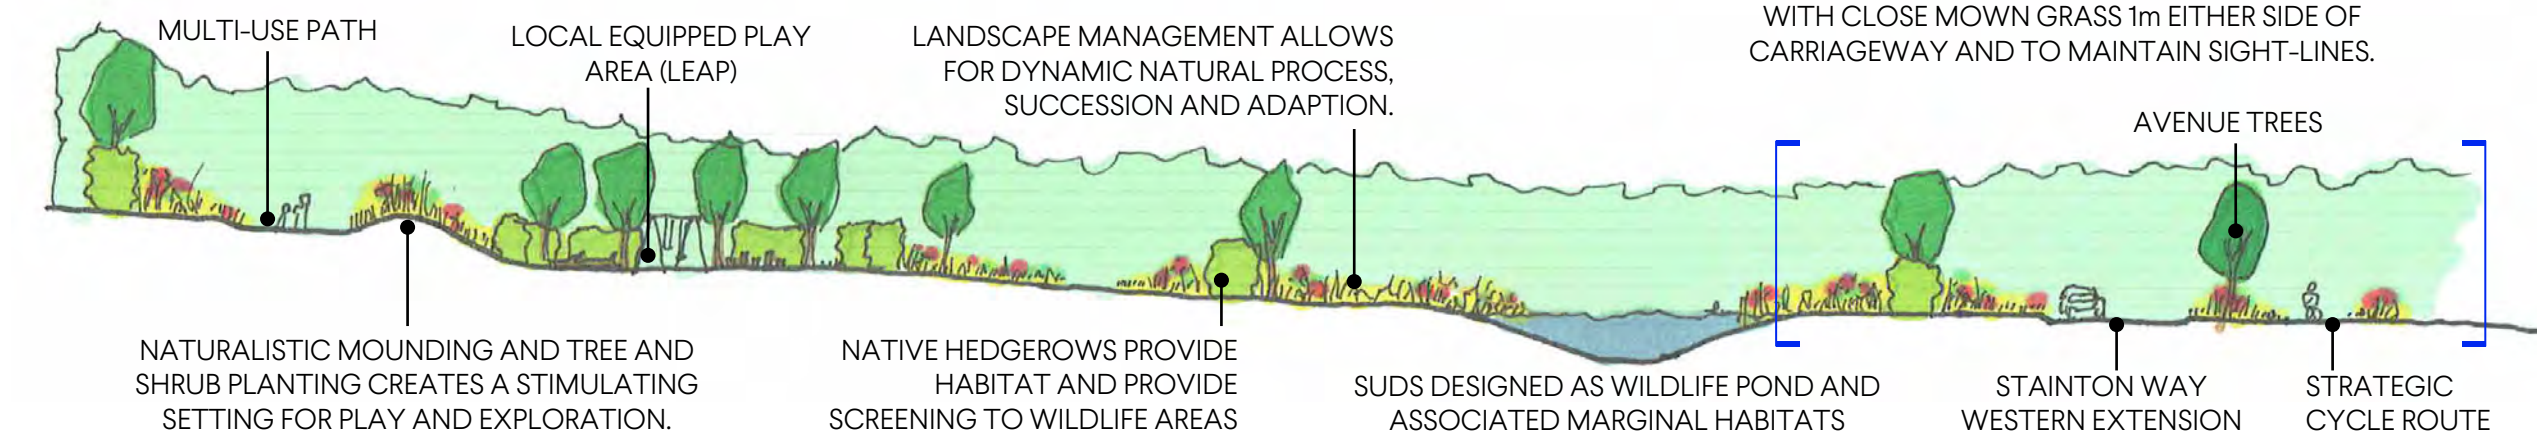 MULTI-USE PATH
LOCAL EQUIPPED PLAY
AREA (LEAP)
LANDSCAPE MANAGEMENT ALLOWS
FOR DYNAMIC NATURAL PROCESS,
SUCCESSION AND ADAPTION.
WITH CLOSE MOWN GRASS 1m EITHER SIDE OF
CARRIAGEWAY AND TO MAINTAIN SIGHT-LINES.
AVENUE TREES
NATURALISTIC MOUNDING AND TREE AND
SHRUB PLANTING CREATES A STIMULATING
SETTING FOR PLAY AND EXPLORATION.
NATIVE HEDGEROWS PROVIDE
HABITAT AND PROVIDE
SCREENING TO WILDLIFE AREAS
SUDS DESIGNED AS WILDLIFE POND AND
ASSOCIATED MARGINAL HABITATS
STAINTON WAY
WESTERN EXTENSION
STRATEGIC
CYCLE ROUTE